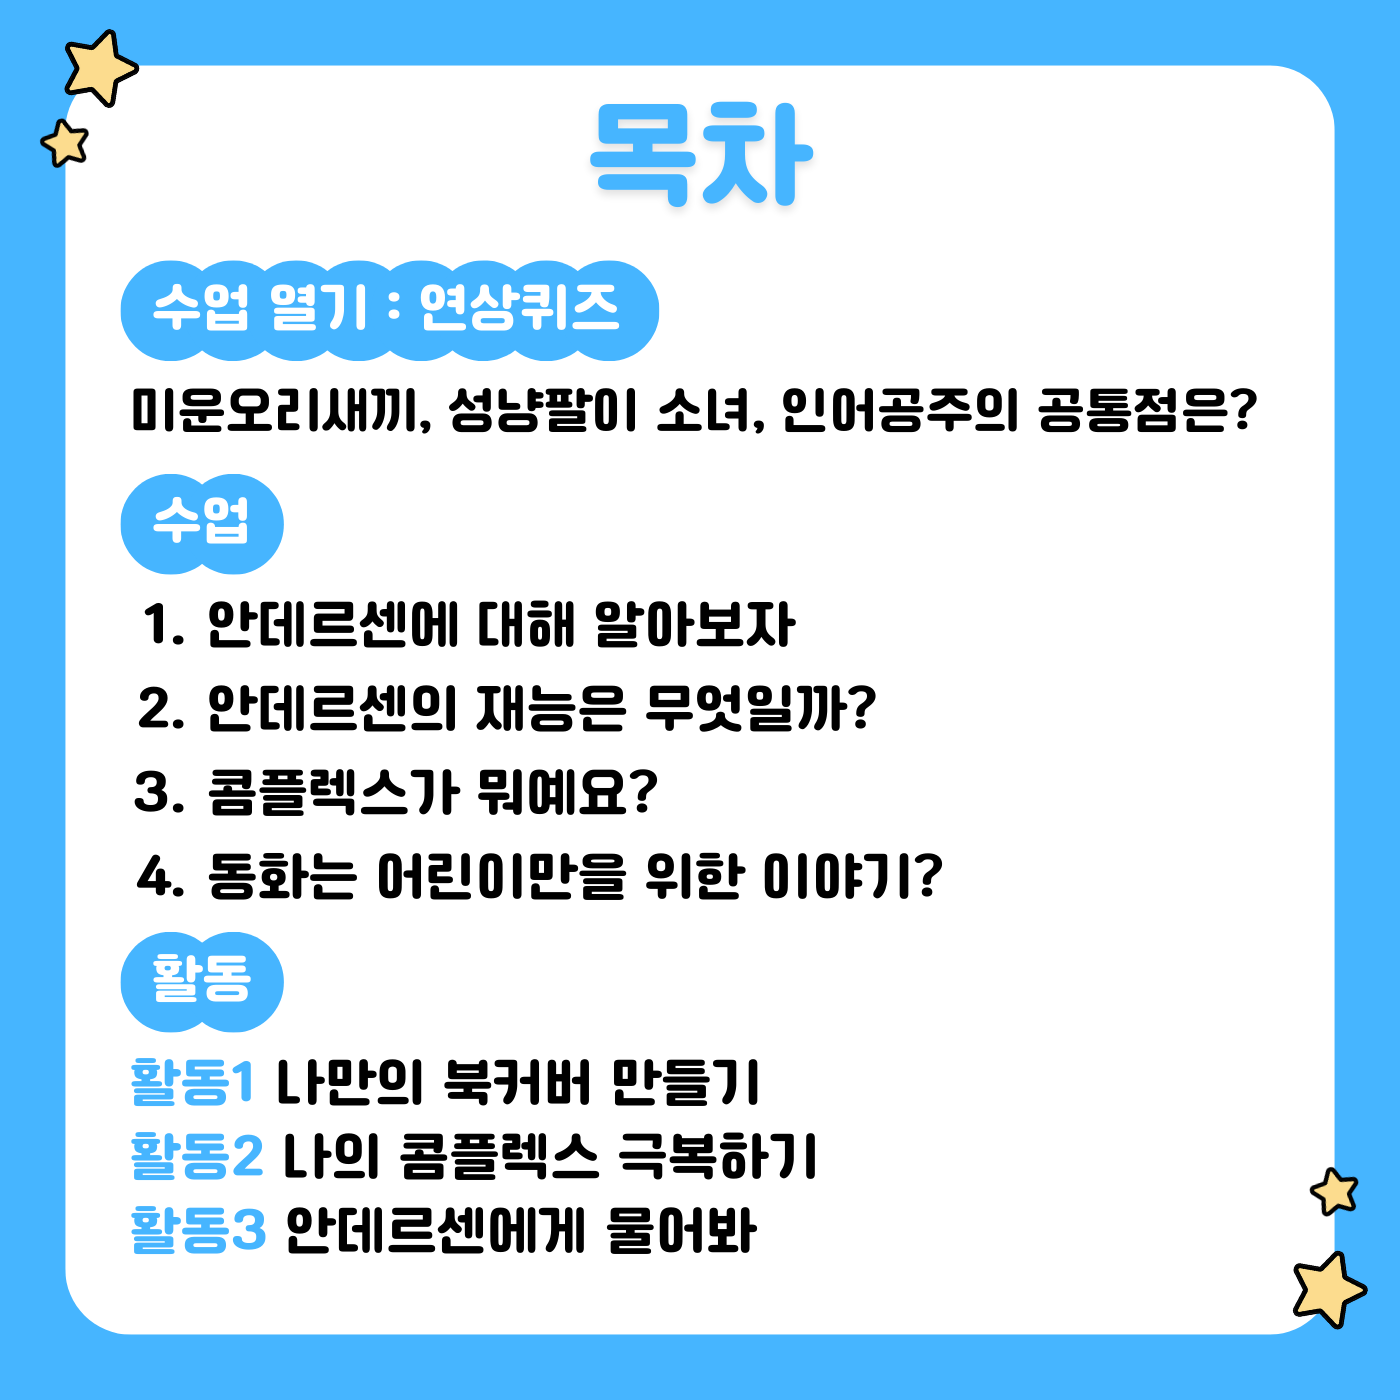 목차
수업 열기 : 연상퀴즈
미운오리새끼, 성냥팔이 소녀, 인어공주의 공통점은?
수업
1. 안데르센에 대해 알아보자
2. 안데르센의 재능은 무엇일까?
3. 콤플렉스가 뭐예요?
4. 동화는 어린이만을 위한 이야기?
활동
활동1 나만의 북커버 만들기
활동2 나의 콤플렉스 극복하기
활동3 안데르센에게 물어봐